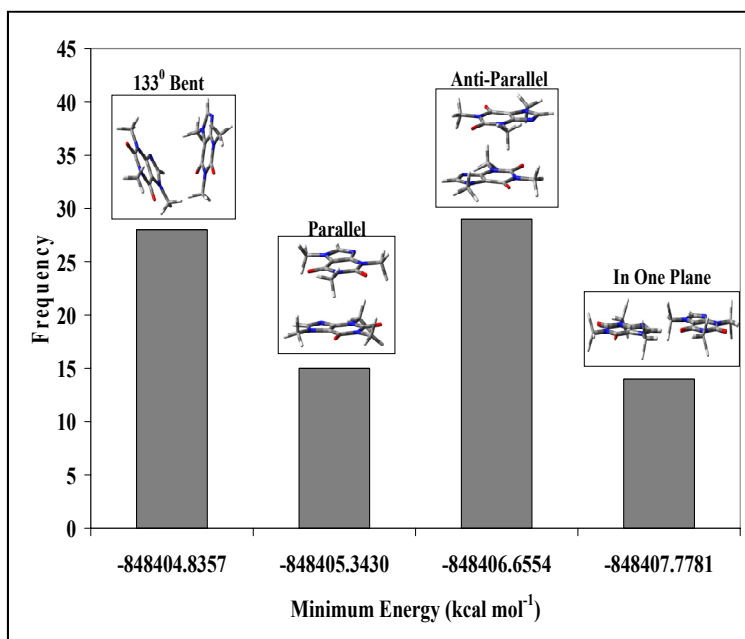 45
40
35
30
25
20
15
10
5
0
Frequency
133⁰ Bent
Parallel
Anti-Parallel
In One Plane
-848404.8357 -848405.3430 -848406.6554 -848407.7781
Minimum Energy (kcal mol⁻¹)